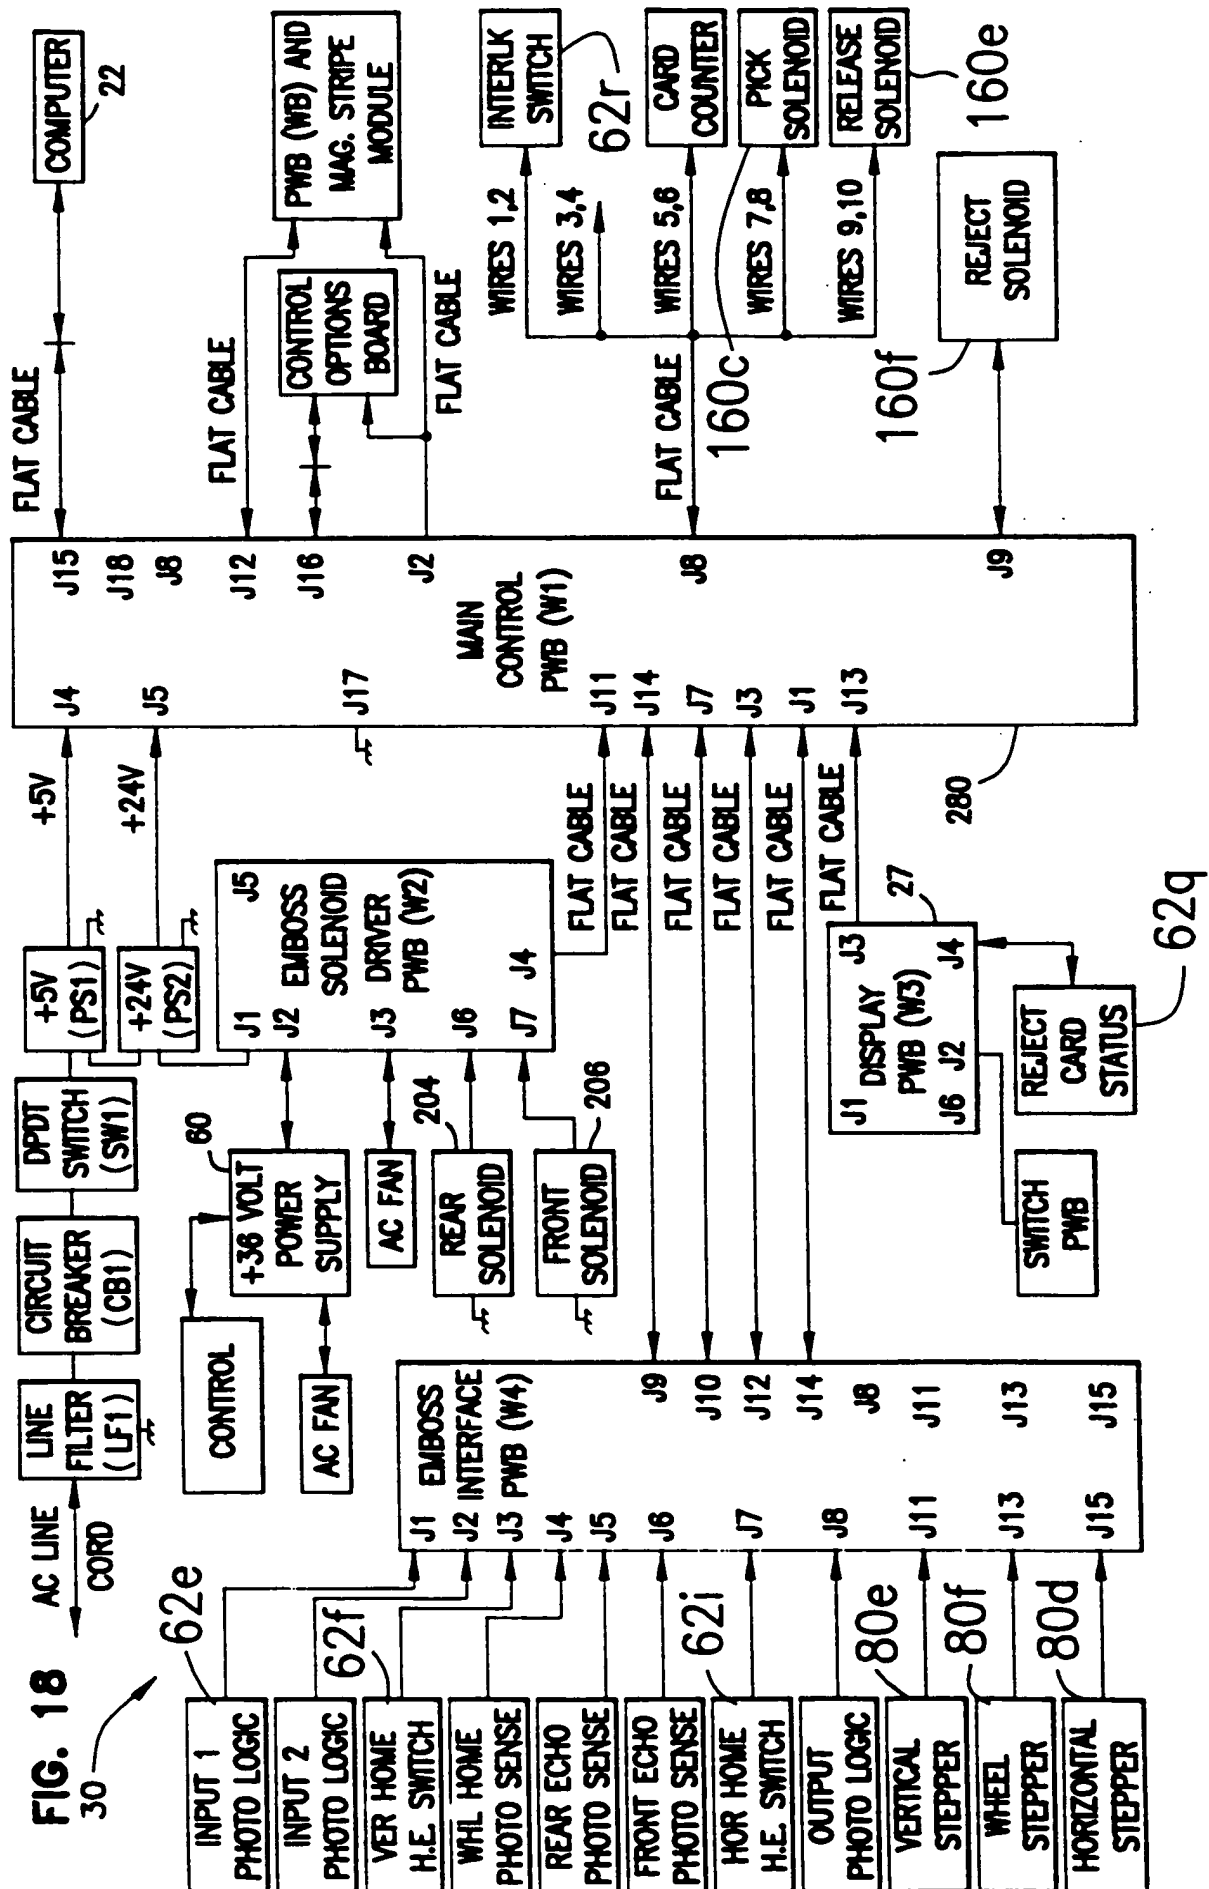 FIG. 18
30
AC LINE
CORD
LINE
FILTER
(LF1)
CIRCUIT
BREAKER
(CB1)
DPDT
SWITCH
(SW1)
+5V
(PS1)
+24V
(PS2)
+5V
+24V
CONTROL
AC FAN
60
+36 VOLT
POWER
SUPPLY
AC FAN
204
REAR
SOLENOID
FRONT
SOLENOID
206
J1
J2
J3
J6
J7
J5
EMBOSS
SOLENOID
DRIVER
PWB (W2)
J4
INPUT 1
PHOTO LOGIC
62e
INPUT 2
PHOTO LOGIC
VER HOME
H.E. SWITCH
62f
WHL HOME
PHOTO SENSE
REAR ECHO
PHOTO SENSE
FRONT ECHO
PHOTO SENSE
HOR HOME
H.E. SWITCH
62i
OUTPUT
PHOTO LOGIC
VERTICAL
STEPPER
80e
WHEEL
STEPPER
80f
HORIZONTAL
STEPPER
80d
J1
J2
J3
J4
J5
J6
J7
J8
J11
J13
J15
EMBOSS
INTERFACE
PWB (W4)
J9
J10
J12
J14
J8
J11
J13
J15
FLAT CABLE
FLAT CABLE
FLAT CABLE
FLAT CABLE
FLAT CABLE
FLAT CABLE
J1
DISPLAY
PWB (W3)
J3
J6
J2
J4
27
SWITCH
PWB
REJECT
CARD
STATUS
62q
J4
J5
J17
MAIN
CONTROL
PWB (W1)
J11
J14
J7
J3
J1
J13
280
J15
J18
J8
J12
J16
J2
J8
J9
FLAT CABLE
COMPUTER
22
FLAT CABLE
PWB (WB) AND
MAG. STRIPE
MODULE
CONTROL
OPTIONS
BOARD
FLAT CABLE
FLAT CABLE
WIRES 1,2
INTERLK
SWITCH
62r
WIRES 3,4
WIRES 5,6
CARD
COUNTER
WIRES 7,8
PICK
SOLENOID
160c
WIRES 9,10
RELEASE
SOLENOID
160e
REJECT
SOLENOID
160f